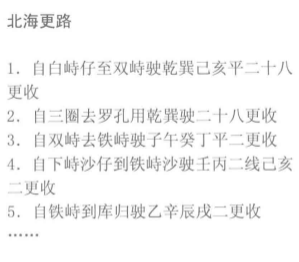 北海更路
1．自白峙仔至双峙驶乾巽己亥平二十八
更收
2．自三圈去罗孔用乾巽驶二十八更收
3．自双峙去铁峙驶子午癸丁平二更收
4．自下峙沙仔到铁峙沙驶壬丙二线己亥
二更收
5．自铁峙到库归驶乙辛辰戌二更收
······